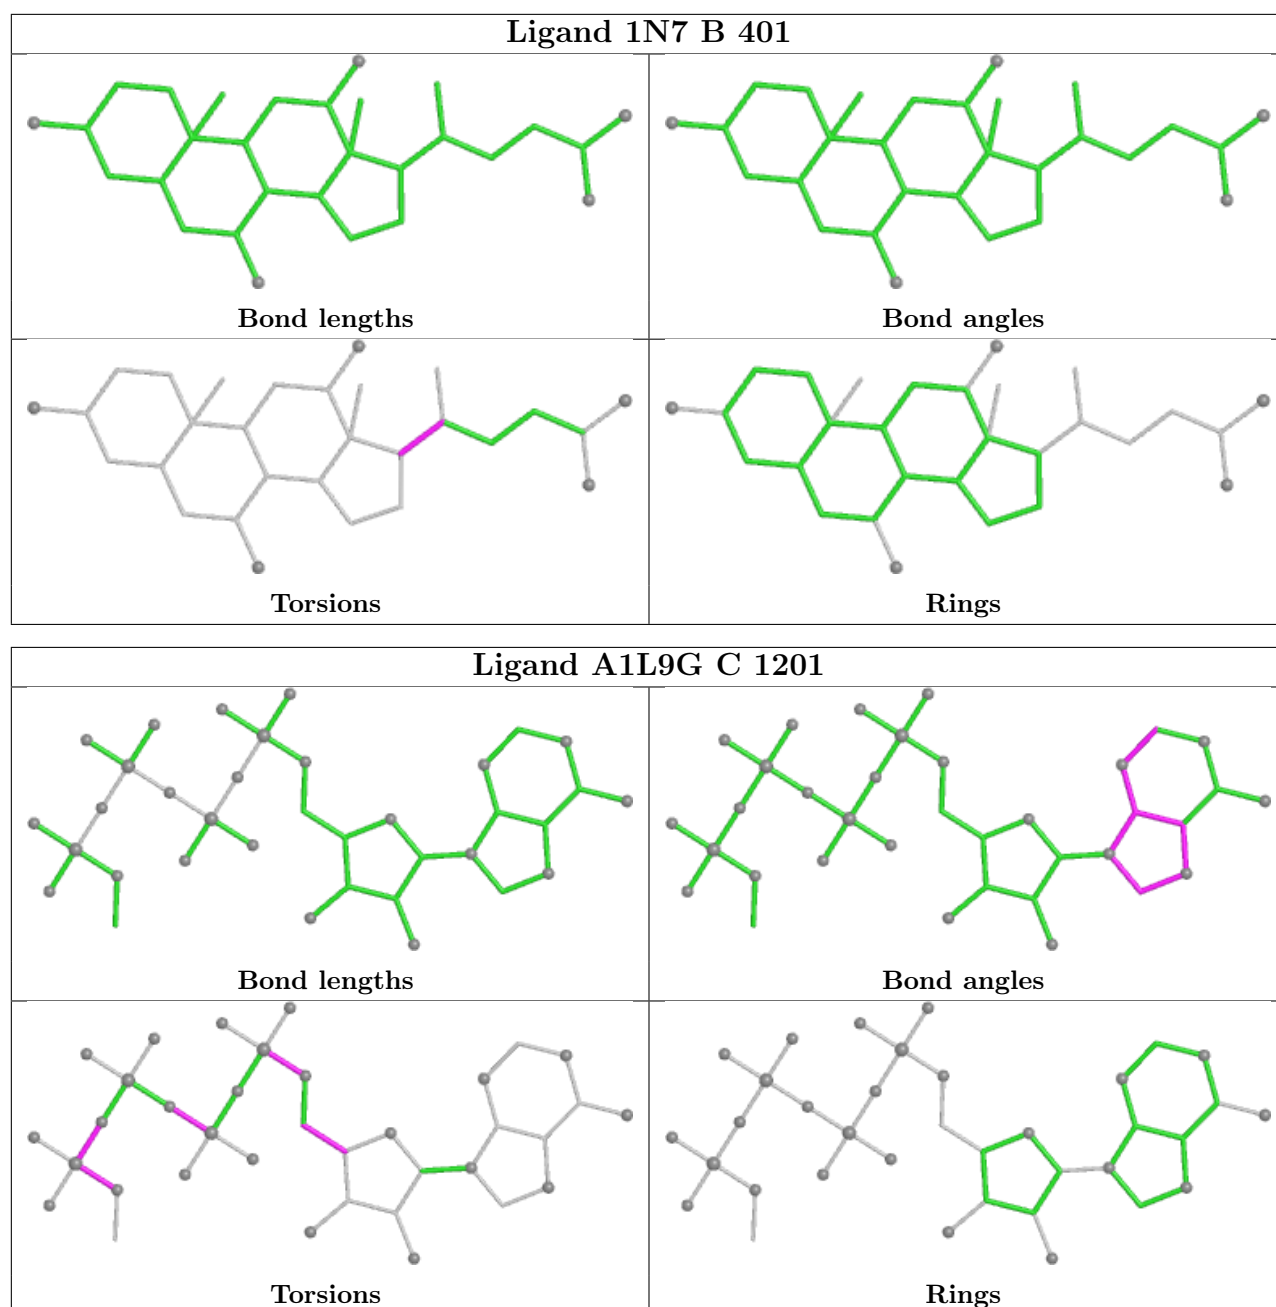 Ligand 1N7 B 401
Bond lengths
Bond angles
Torsions
Rings
Ligand A1L9G C 1201
Bond lengths
Bond angles
Torsions
Rings